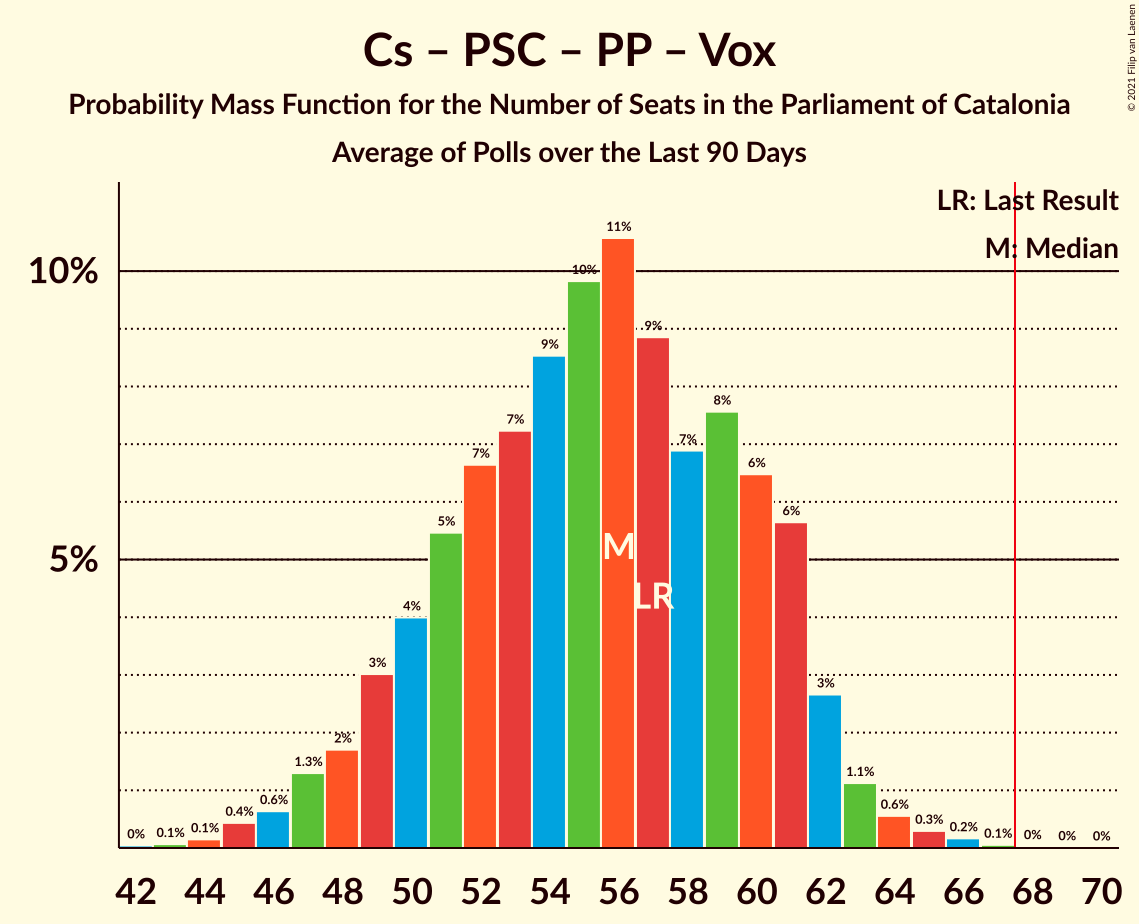 Cs – PSC – PP – Vox
Probability Mass Function for the Number of Seats in the Parliament of Catalonia
Average of Polls over the Last 90 Days
© 2021 Filip van Laenen
LR: Last Result
M: Median
10%
5%
0% 0.1% 0.1% 0.4% 0.6% 1.3% 2% 3% 4% 5% 7% 7% 9% 10% 11% 9% 7% 8% 6% 6% 3% 1.1% 0.6% 0.3% 0.2% 0.1% 0% 0% 0%
M
LR
42 44 46 48 50 52 54 56 58 60 62 64 66 68 70